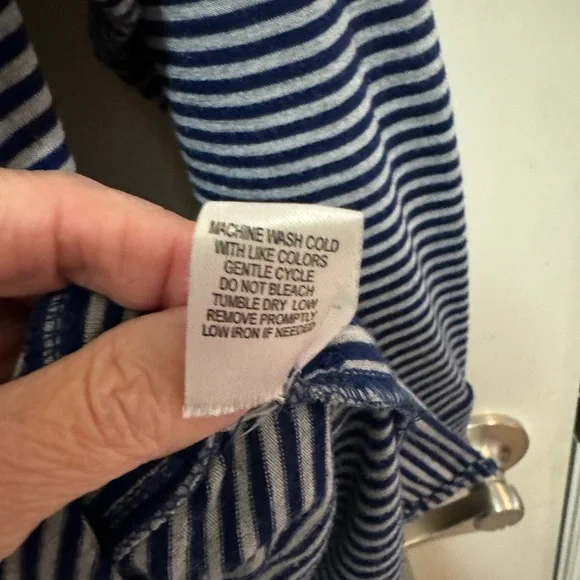 MACHINE WASH COLD
WITH LIKE COLORS
GENTLE CYCLE
DO NOT BLEACH
TUMBLE DRY LOW
REMOVE PROMPTLY
LOW IRON IF NEEDED